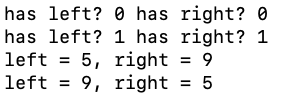 has left? 0 has right? 0
has left? 1 has right? 1
left = 5, right = 9
left = 9, right = 5